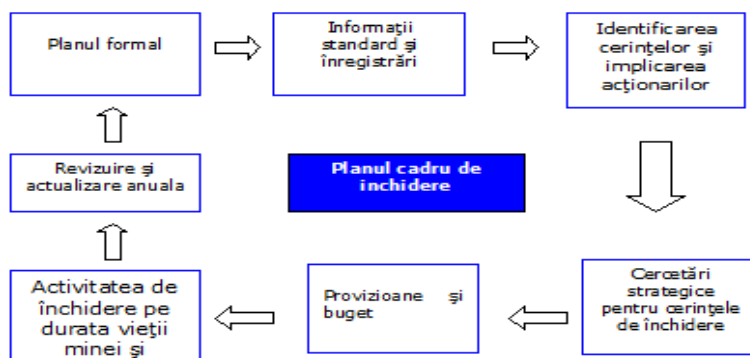 Planul formal
Informaţii
standard şi
înregistrări
Identificarea
cerinţelor şi
implicarea
acţionarilor
Revizuire şi
actualizare anuala
Planul cadru de
inchidere
Activitatea de
închidere pe
durata vieţii
minei şi
Provizioane şi
buget
Cercetări
strategice
pentru cerinţele
de închidere